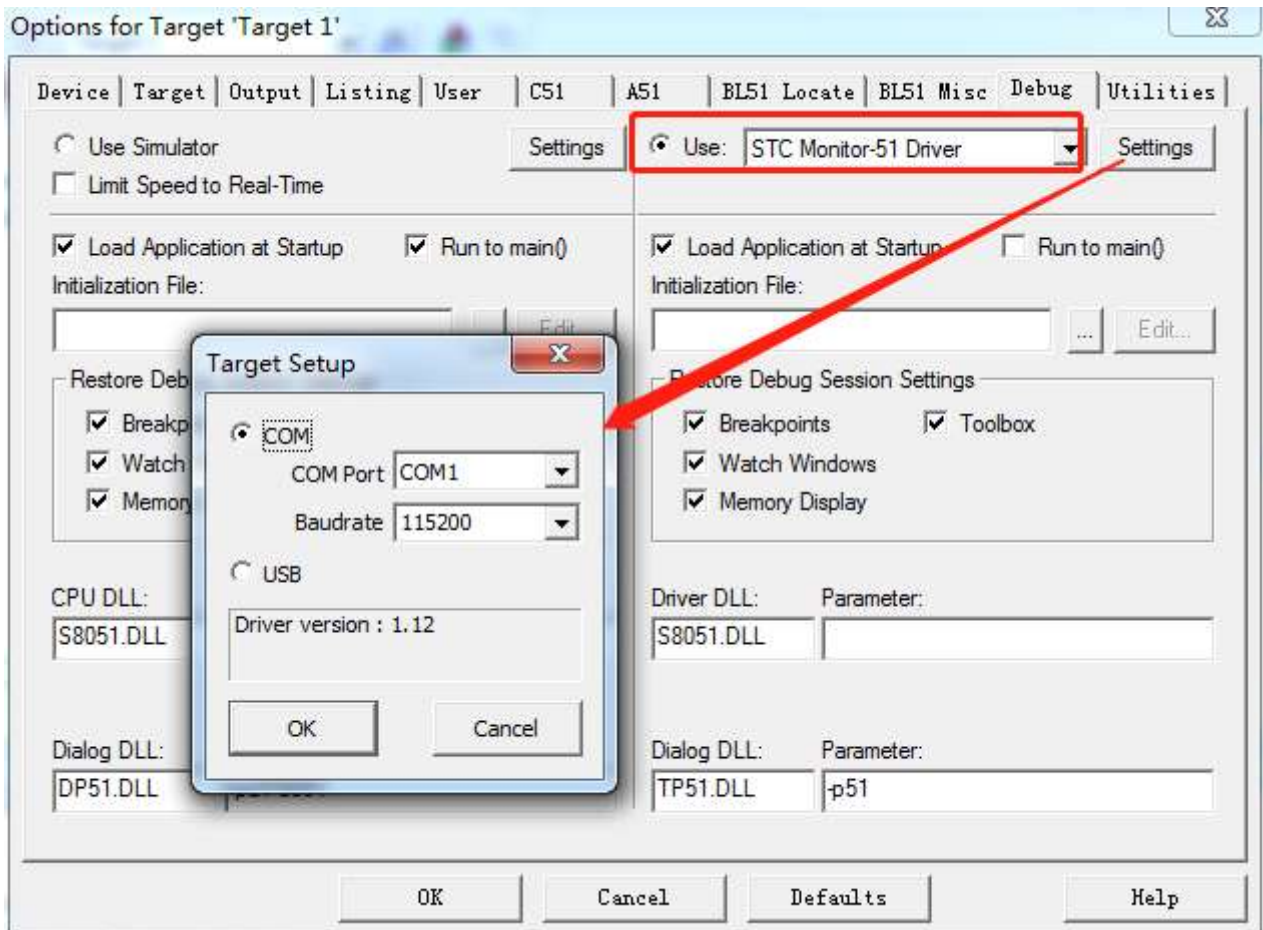 Options for Target 'Target 1'
Device Target Output Listing User C51 A51 BL51 Locate BL51 Misc Debug Utilities
Use Simulator Settings Use: STC Monitor-51 Driver Settings
Limit Speed to Real-Time
Load Application at Startup Run to main() Load Application at Startup Run to main()
Initialization File: Initialization File:
... Edit...
Target Setup
COM
COM Port COM1
Baudrate 115200
USB
Driver version : 1.12
OK Cancel
Restore Debug Session Settings
Breakpoints Toolbox
Watch Windows
Memory Display
Watch
CPU DLL: Driver DLL: Parameter:
S8051.DLL S8051.DLL
Dialog DLL: Dialog DLL: Parameter:
DP51.DLL TP51.DLL -p51
OK Cancel Defaults Help